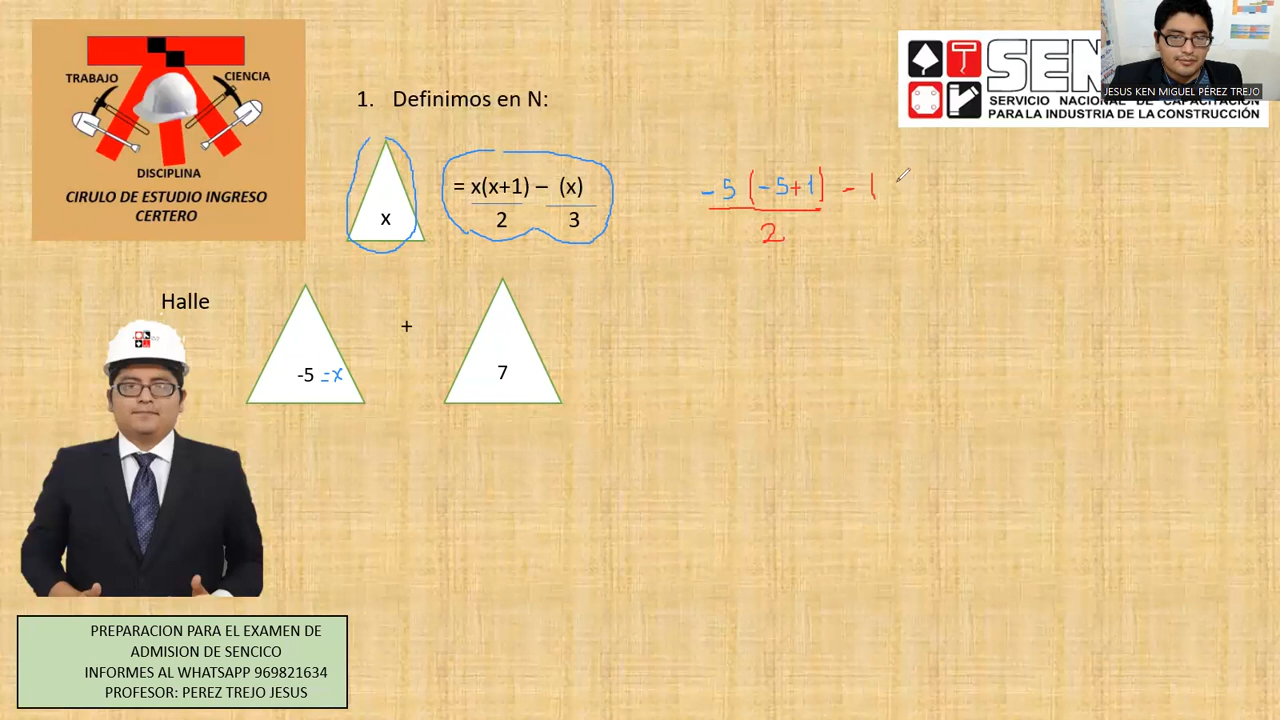 TRABAJO
CIENCIA
DISCIPLINA
CIRULO DE ESTUDIO INGRESO
CERTERO
1. Definimos en N:
x
= x(x+1) – (x)
2 3
-5 (-5+1) - 1
2
SEN
SERVICIO NACIONAL DE CAPACITACIÓN
PARA LA INDUSTRIA DE LA CONSTRUCCIÓN
JESUS KEN MIGUEL PÉREZ TREJO
Halle
-5 =x
+
7
PREPARACION PARA EL EXAMEN DE
ADMISION DE SENCICO
INFORMES AL WHATSAPP 969821634
PROFESOR: PEREZ TREJO JESUS